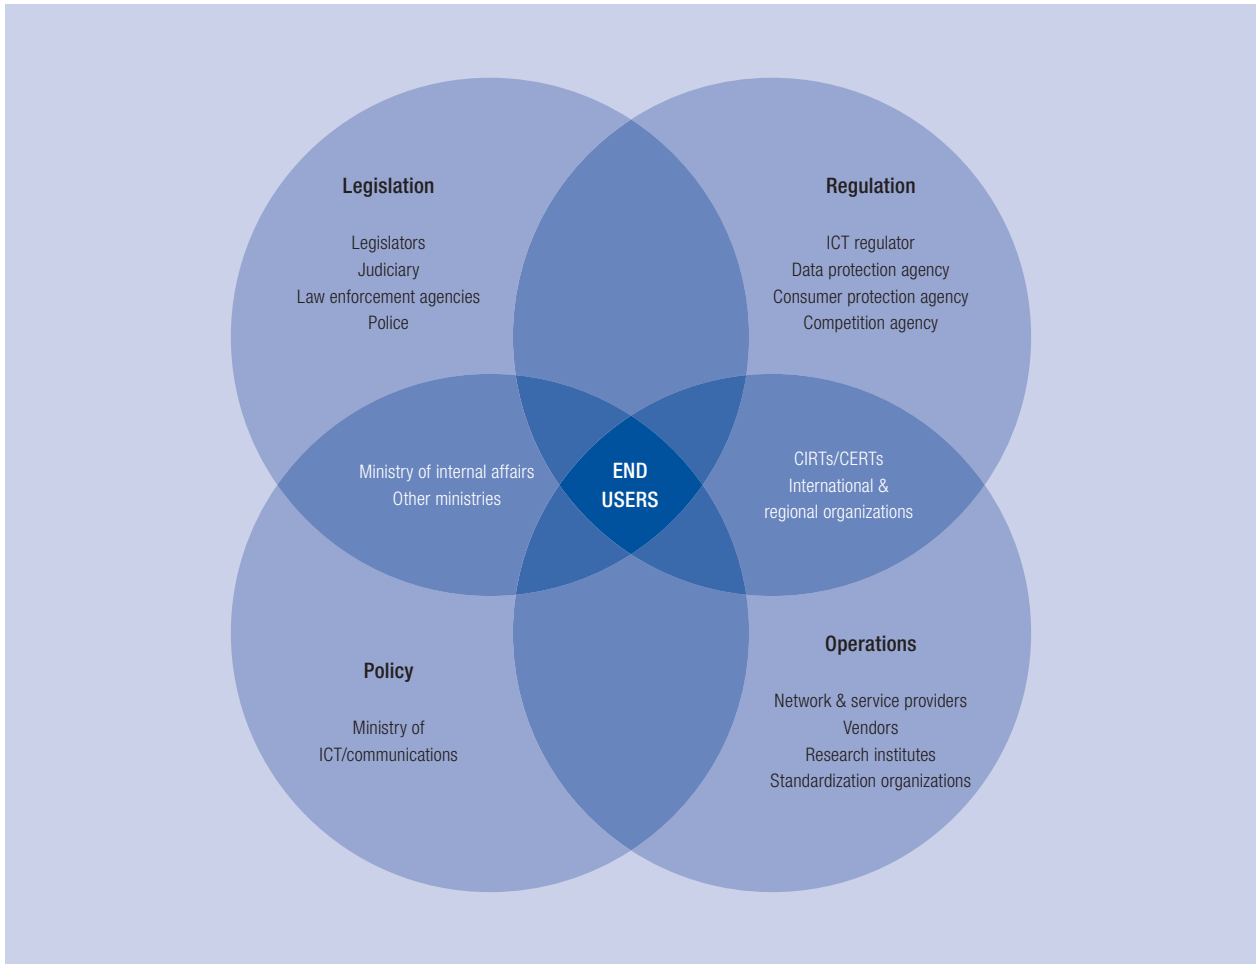 Legislation
Legislators
Judiciary
Law enforcement agencies
Police
Regulation
ICT regulator
Data protection agency
Consumer protection agency
Competition agency
Ministry of internal affairs
Other ministries
END
USERS
CIRTs/CERTs
International &
regional organizations
Policy
Ministry of
ICT/communications
Operations
Network & service providers
Vendors
Research institutes
Standardization organizations